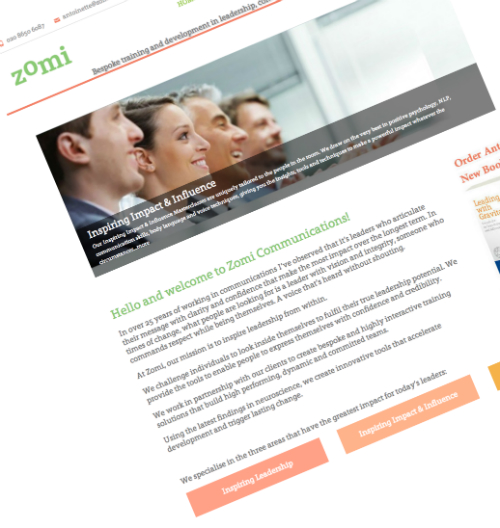 020 8650 6087
HOM
zomi
Bespoke training and development in leadership,
Inspiring Impact & Influence
Our Inspiring Impact & Influence Masterclasses are uniquely tailored to the people in the room. We draw on the very best in positive psychology, NLP,
communication skills, body language and voice techniques, giving you the insights, tools and techniques to make a powerful impact whatever the
circumstances. more
Order Ant
New Boo
Leading
with
Gravit
Hello and welcome to Zomi Communications!
In over 25 years of working in communications I've observed that it's leaders who articulate
their message with clarity and confidence that make the most impact over the longer term. In
times of change, what people are looking for is a leader with vision and integrity, someone who
commands respect while being themselves. A voice that's heard without shouting.
At Zomi, our mission is to inspire leadership from within.
We challenge individuals to look inside themselves to fulfil their true leadership potential. We
provide the tools to enable people to express themselves with confidence and credibility.
We work in partnership with our clients to create bespoke and highly interactive training
solutions that build high performing, dynamic and committed teams.
Using the latest findings in neuroscience, we create innovative tools that accelerate
development and trigger lasting change.
We specialise in the three areas that have the greatest impact for today's leaders:
Inspiring Leadership
Inspiring Impact & Influence